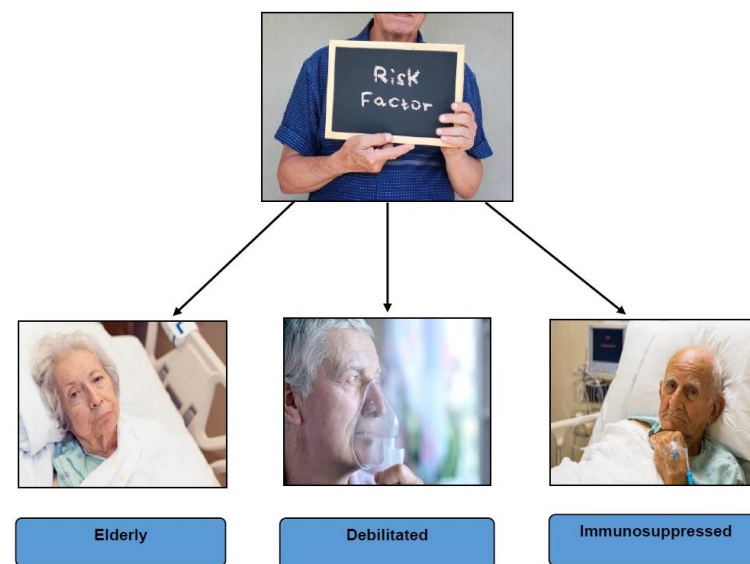 Risk
Factor
Elderly
Debilitated
Immunosuppressed